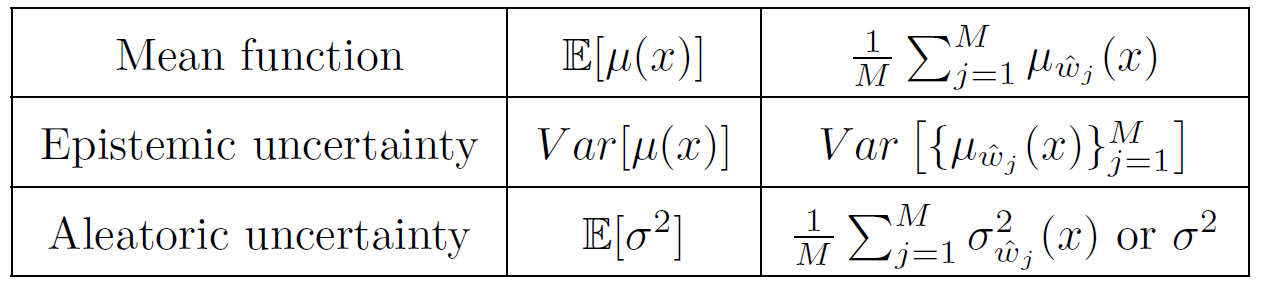 Mean function 𝔼[μ(x)] 1/M ∑_{j=1}^{M} μ_{ŵ_j}(x)
Epistemic uncertainty Var[μ(x)] Var [{μ_{ŵ_j}(x)}_{j=1}^{M}]
Aleatoric uncertainty 𝔼[σ²] 1/M ∑_{j=1}^{M} σ²_{ŵ_j}(x) or σ²